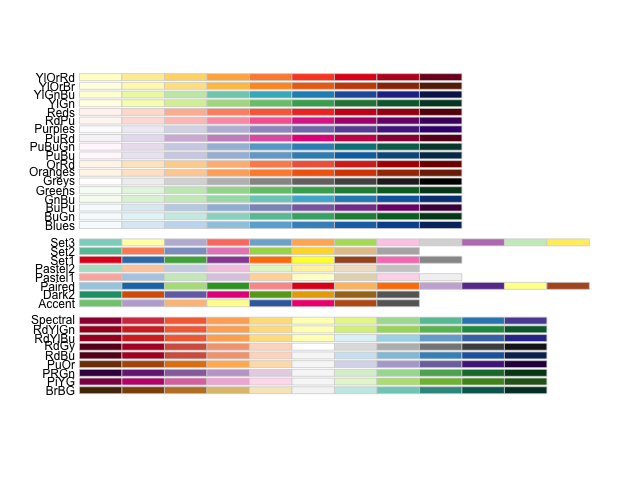 YlOrRd
YlOrBr
YlGnBu
YlGn
Reds
RdPu
Purples
PuRd
PuBuGn
PuBu
OrRd
Oranges
Greys
Greens
GnBu
BuPu
BuGn
Blues
Set3
Set2
Set1
Pastel2
Pastel1
Paired
Dark2
Accent
Spectral
RdYlGn
RdYlBu
RdGy
RdBu
PuOr
PRGn
PiYG
BrBG